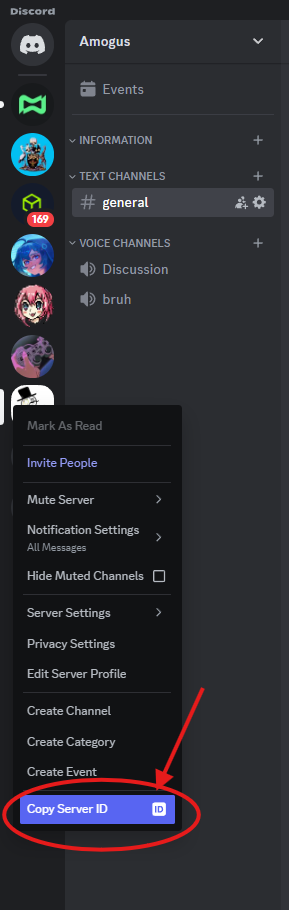 Discord
Amogus
Events
INFORMATION
TEXT CHANNELS
general
169
VOICE CHANNELS
Discussion
bruh
Mark As Read
Invite People
Mute Server
Notification Settings
All Messages
Hide Muted Channels
Server Settings
Privacy Settings
Edit Server Profile
Create Channel
Create Category
Create Event
Copy Server ID ID